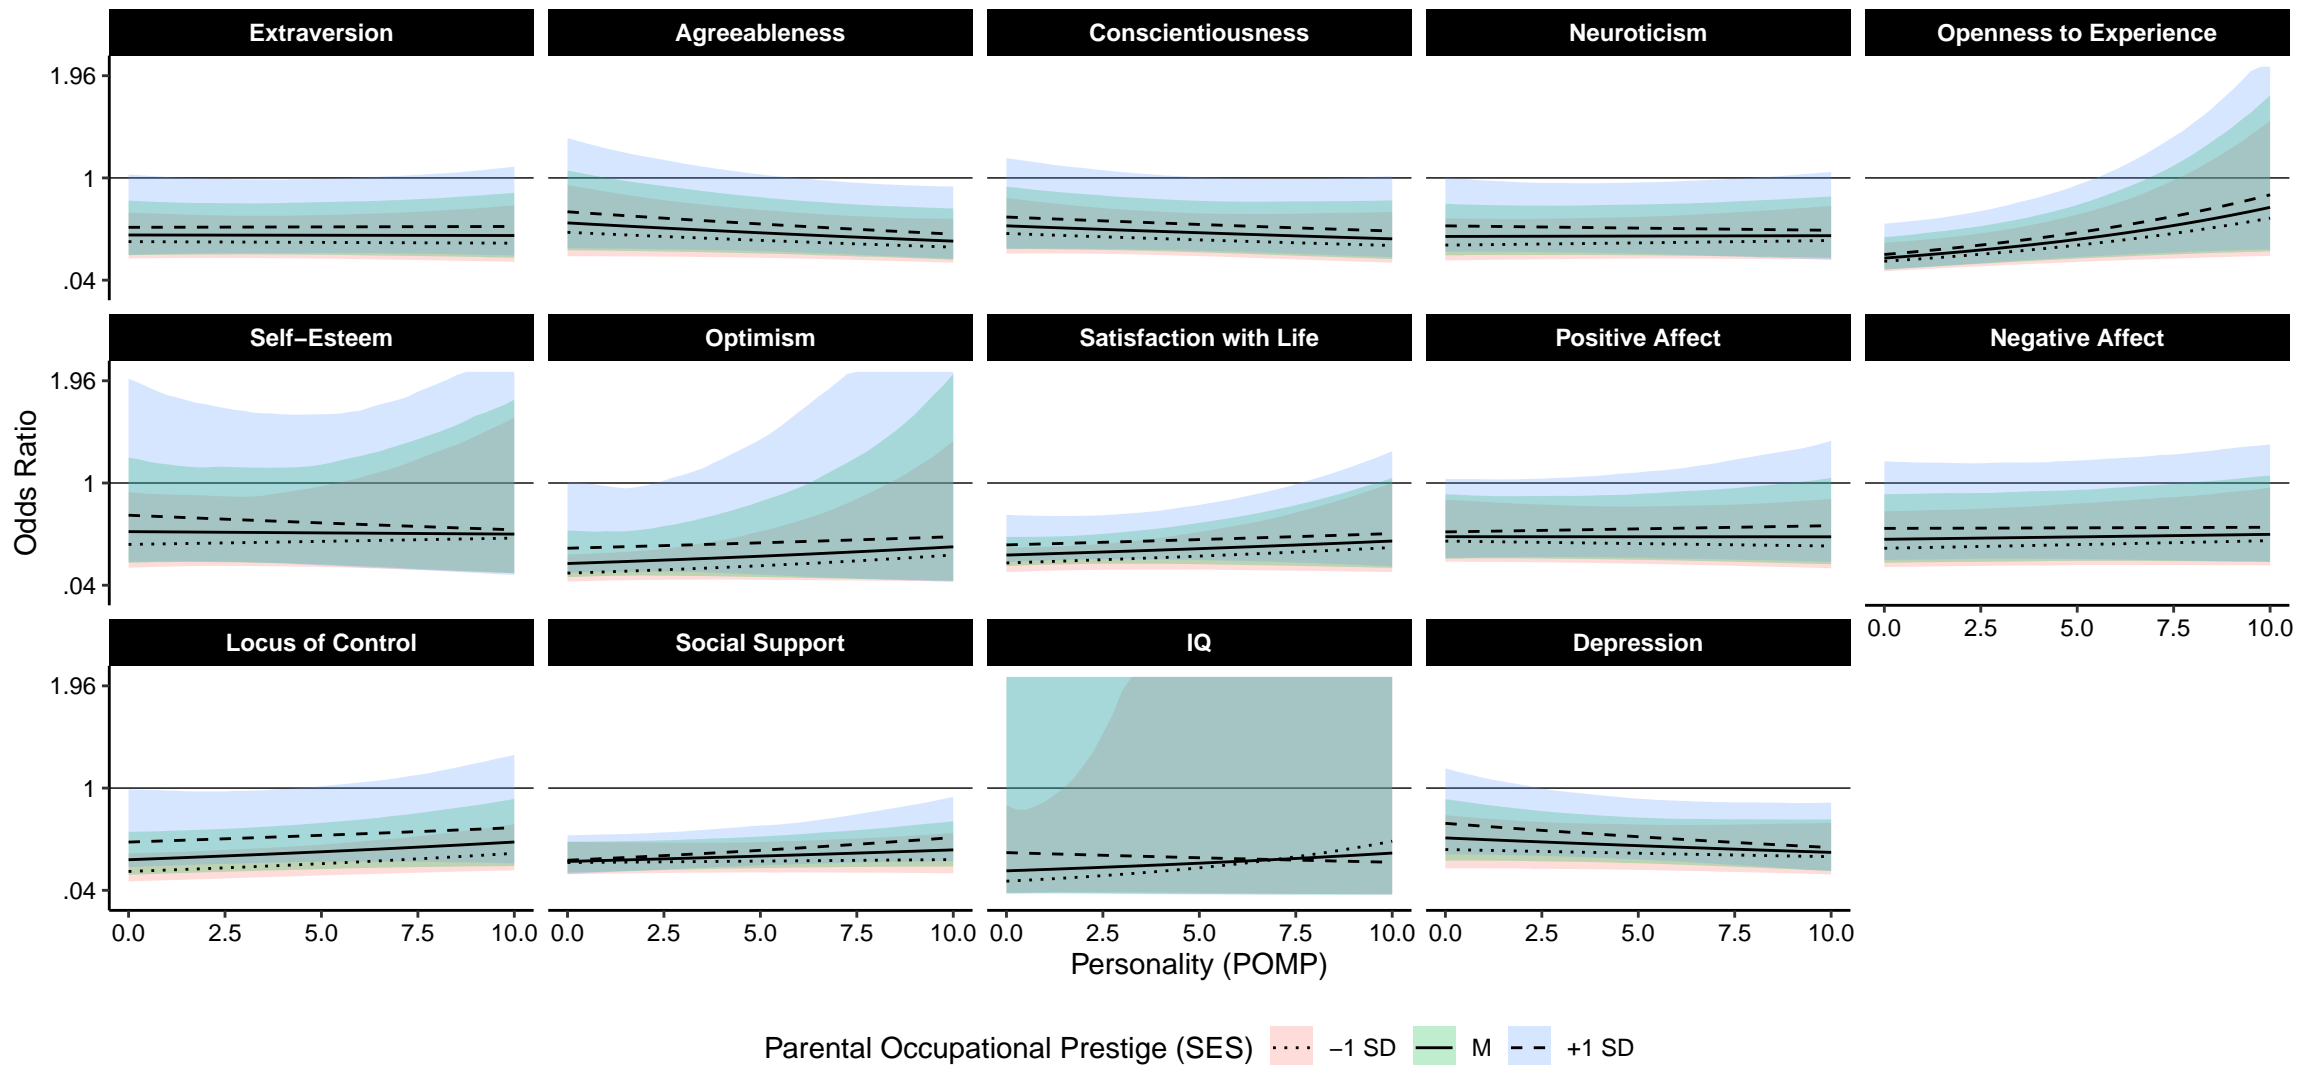 Extraversion Agreeableness Conscientiousness Neuroticism Openness to Experience
1.96
1
.04
Self−Esteem Optimism Satisfaction with Life Positive Affect Negative Affect
1.96
1
.04
Odds Ratio
0.0 2.5 5.0 7.5 10.0
Locus of Control Social Support IQ Depression
1.96
1
.04
0.0 2.5 5.0 7.5 10.0 0.0 2.5 5.0 7.5 10.0 0.0 2.5 5.0 7.5 10.0 0.0 2.5 5.0 7.5 10.0
Personality (POMP)
Parental Occupational Prestige (SES) −1 SD M +1 SD